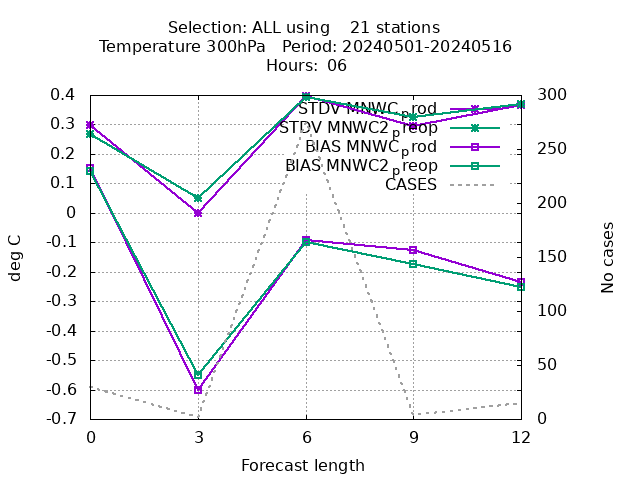 Selection: ALL using 21 stations
Temperature 300hPa Period: 20240501-20240516
Hours: 06
0.4
0.3
0.2
0.1
0
-0.1
-0.2
-0.3
-0.4
-0.5
-0.6
-0.7
deg C
STDV MNWC_prod
STDV MNWC2_preop
BIAS MNWC_prod
BIAS MNWC2_preop
CASES
300
250
200
150
100
50
0
No cases
0 3 6 9 12
Forecast length